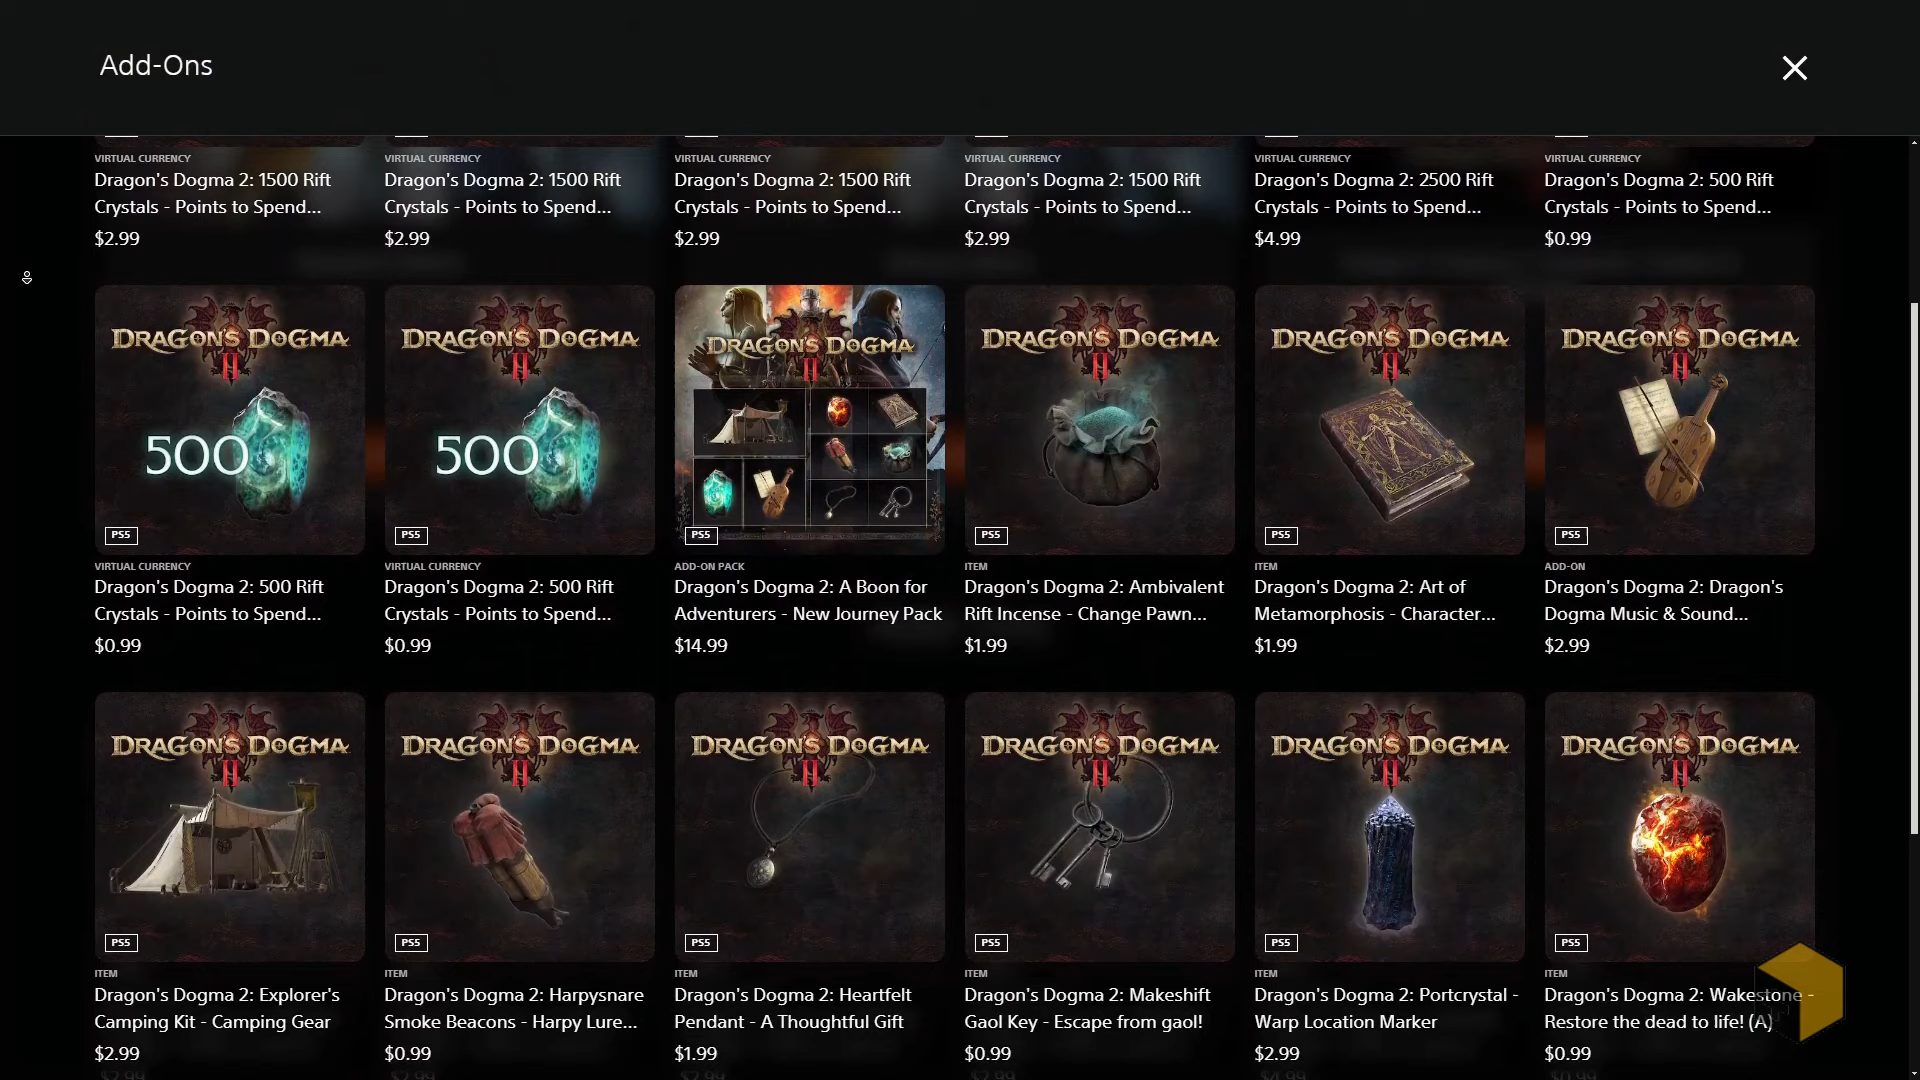 Add-Ons
VIRTUAL CURRENCY
Dragon's Dogma 2: 1500 Rift
Crystals - Points to Spend...
$2.99
VIRTUAL CURRENCY
Dragon's Dogma 2: 1500 Rift
Crystals - Points to Spend...
$2.99
VIRTUAL CURRENCY
Dragon's Dogma 2: 1500 Rift
Crystals - Points to Spend...
$2.99
VIRTUAL CURRENCY
Dragon's Dogma 2: 1500 Rift
Crystals - Points to Spend...
$2.99
VIRTUAL CURRENCY
Dragon's Dogma 2: 2500 Rift
Crystals - Points to Spend...
$4.99
VIRTUAL CURRENCY
Dragon's Dogma 2: 500 Rift
Crystals - Points to Spend...
$0.99
DRAGON'S DOGMA
II
500
PS5
VIRTUAL CURRENCY
Dragon's Dogma 2: 500 Rift
Crystals - Points to Spend...
$0.99
DRAGON'S DOGMA
II
500
PS5
VIRTUAL CURRENCY
Dragon's Dogma 2: 500 Rift
Crystals - Points to Spend...
$0.99
DRAGON'S DOGMA
II
PS5
ADD-ON PACK
Dragon's Dogma 2: A Boon for
Adventurers - New Journey Pack
$14.99
DRAGON'S DOGMA
II
PS5
ITEM
Dragon's Dogma 2: Ambivalent
Rift Incense - Change Pawn...
$1.99
DRAGON'S DOGMA
II
PS5
ITEM
Dragon's Dogma 2: Art of
Metamorphosis - Character...
$1.99
DRAGON'S DOGMA
II
PS5
ADD-ON
Dragon's Dogma 2: Dragon's
Dogma Music & Sound...
$2.99
DRAGON'S DOGMA
II
PS5
ITEM
Dragon's Dogma 2: Explorer's
Camping Kit - Camping Gear
$2.99
DRAGON'S DOGMA
II
PS5
ITEM
Dragon's Dogma 2: Harpysnare
Smoke Beacons - Harpy Lure...
$0.99
DRAGON'S DOGMA
II
PS5
ITEM
Dragon's Dogma 2: Heartfelt
Pendant - A Thoughtful Gift
$1.99
DRAGON'S DOGMA
II
PS5
ITEM
Dragon's Dogma 2: Makeshift
Gaol Key - Escape from gaol!
$0.99
DRAGON'S DOGMA
II
PS5
ITEM
Dragon's Dogma 2: Portcrystal -
Warp Location Marker
$2.99
DRAGON'S DOGMA
II
PS5
ITEM
Dragon's Dogma 2: Wakestone -
Restore the dead to life! (A)
$0.99